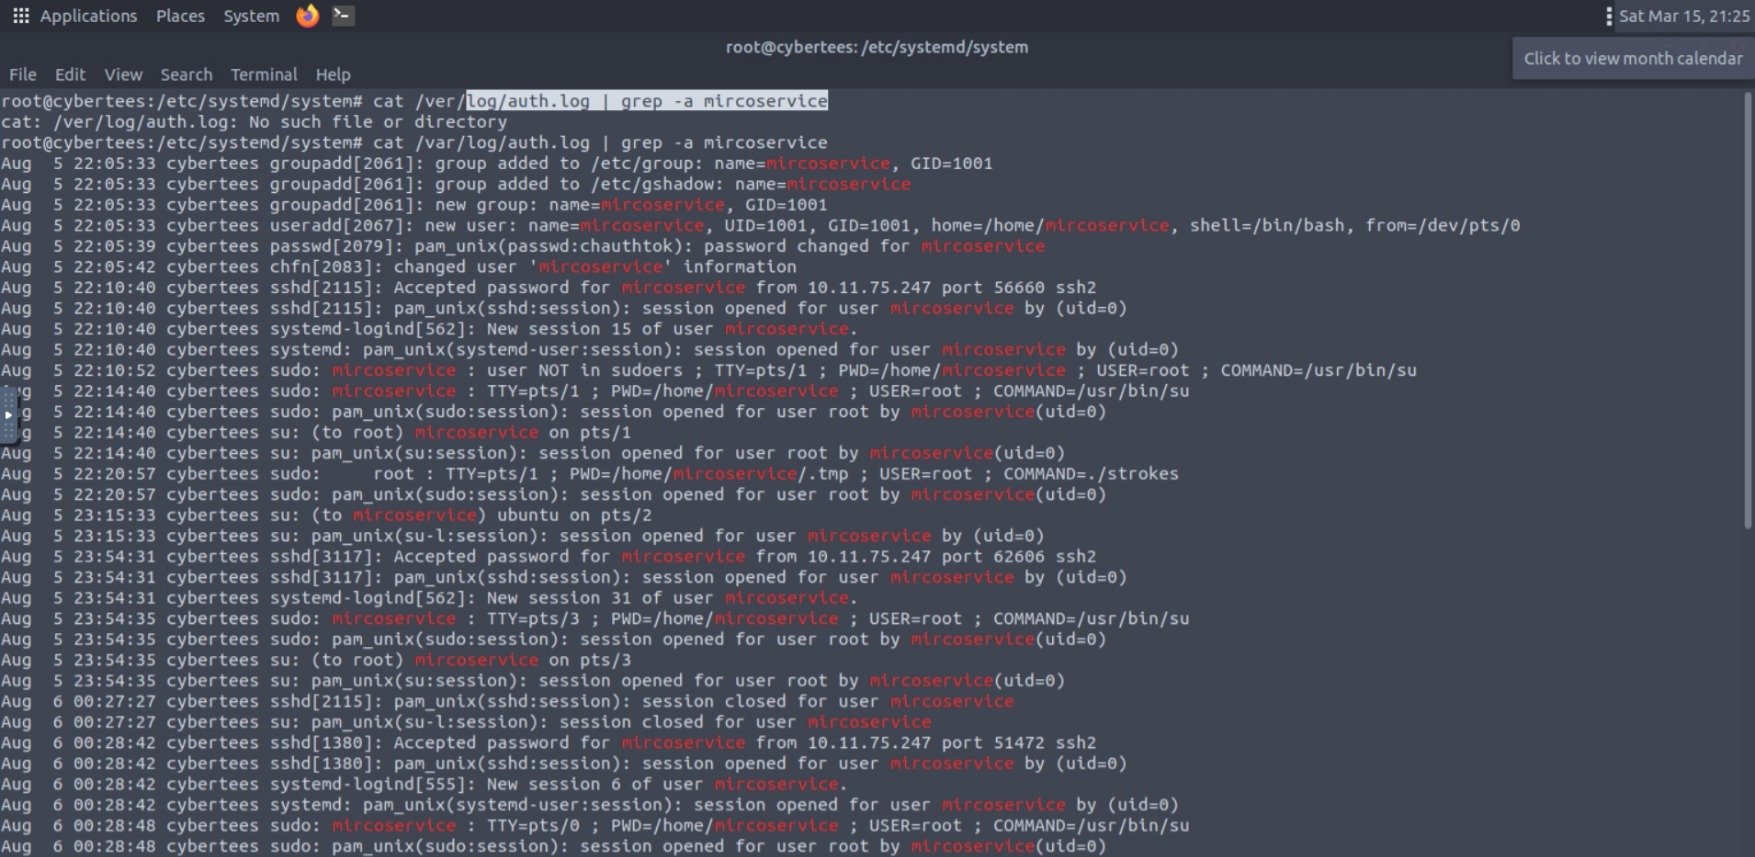 Applications Places System Sat Mar 15, 21:25
root@cybertees: /etc/systemd/system
Click to view month calendar
File Edit View Search Terminal Help
root@cybertees:/etc/systemd/system# cat /ver/log/auth.log | grep -a mircoservice
cat: /ver/log/auth.log: No such file or directory
root@cybertees:/etc/systemd/system# cat /var/log/auth.log | grep -a mircoservice
Aug  5 22:05:33 cybertees groupadd[2061]: group added to /etc/group: name=mircoservice, GID=1001
Aug  5 22:05:33 cybertees groupadd[2061]: group added to /etc/gshadow: name=mircoservice
Aug  5 22:05:33 cybertees groupadd[2061]: new group: name=mircoservice, GID=1001
Aug  5 22:05:33 cybertees useradd[2067]: new user: name=mircoservice, UID=1001, GID=1001, home=/home/mircoservice, shell=/bin/bash, from=/dev/pts/0
Aug  5 22:05:39 cybertees passwd[2079]: pam_unix(passwd:chauthtok): password changed for mircoservice
Aug  5 22:05:42 cybertees chfn[2083]: changed user 'mircoservice' information
Aug  5 22:10:40 cybertees sshd[2115]: Accepted password for mircoservice from 10.11.75.247 port 56660 ssh2
Aug  5 22:10:40 cybertees sshd[2115]: pam_unix(sshd:session): session opened for user mircoservice by (uid=0)
Aug  5 22:10:40 cybertees systemd-logind[562]: New session 15 of user mircoservice.
Aug  5 22:10:40 cybertees systemd: pam_unix(systemd-user:session): session opened for user mircoservice by (uid=0)
Aug  5 22:10:52 cybertees sudo: mircoservice : user NOT in sudoers ; TTY=pts/1 ; PWD=/home/mircoservice ; USER=root ; COMMAND=/usr/bin/su
g  5 22:14:40 cybertees sudo: mircoservice : TTY=pts/1 ; PWD=/home/mircoservice ; USER=root ; COMMAND=/usr/bin/su
g  5 22:14:40 cybertees sudo: pam_unix(sudo:session): session opened for user root by mircoservice(uid=0)
g  5 22:14:40 cybertees su: (to root) mircoservice on pts/1
Aug  5 22:14:40 cybertees su: pam_unix(su:session): session opened for user root by mircoservice(uid=0)
Aug  5 22:20:57 cybertees sudo:     root : TTY=pts/1 ; PWD=/home/mircoservice/.tmp ; USER=root ; COMMAND=./strokes
Aug  5 22:20:57 cybertees sudo: pam_unix(sudo:session): session opened for user root by mircoservice(uid=0)
Aug  5 23:15:33 cybertees su: (to mircoservice) ubuntu on pts/2
Aug  5 23:15:33 cybertees su: pam_unix(su-l:session): session opened for user mircoservice by (uid=0)
Aug  5 23:54:31 cybertees sshd[3117]: Accepted password for mircoservice from 10.11.75.247 port 62606 ssh2
Aug  5 23:54:31 cybertees sshd[3117]: pam_unix(sshd:session): session opened for user mircoservice by (uid=0)
Aug  5 23:54:31 cybertees systemd-logind[562]: New session 31 of user mircoservice.
Aug  5 23:54:35 cybertees sudo: mircoservice : TTY=pts/3 ; PWD=/home/mircoservice ; USER=root ; COMMAND=/usr/bin/su
Aug  5 23:54:35 cybertees sudo: pam_unix(sudo:session): session opened for user root by mircoservice(uid=0)
Aug  5 23:54:35 cybertees su: (to root) mircoservice on pts/3
Aug  5 23:54:35 cybertees su: pam_unix(su:session): session opened for user root by mircoservice(uid=0)
Aug  6 00:27:27 cybertees sshd[2115]: pam_unix(sshd:session): session closed for user mircoservice
Aug  6 00:27:27 cybertees su: pam_unix(su-l:session): session closed for user mircoservice
Aug  6 00:28:42 cybertees sshd[1380]: Accepted password for mircoservice from 10.11.75.247 port 51472 ssh2
Aug  6 00:28:42 cybertees sshd[1380]: pam_unix(sshd:session): session opened for user mircoservice by (uid=0)
Aug  6 00:28:42 cybertees systemd-logind[555]: New session 6 of user mircoservice.
Aug  6 00:28:42 cybertees systemd: pam_unix(systemd-user:session): session opened for user mircoservice by (uid=0)
Aug  6 00:28:48 cybertees sudo: mircoservice : TTY=pts/0 ; PWD=/home/mircoservice ; USER=root ; COMMAND=/usr/bin/su
Aug  6 00:28:48 cybertees sudo: pam_unix(sudo:session): session opened for user root by mircoservice(uid=0)